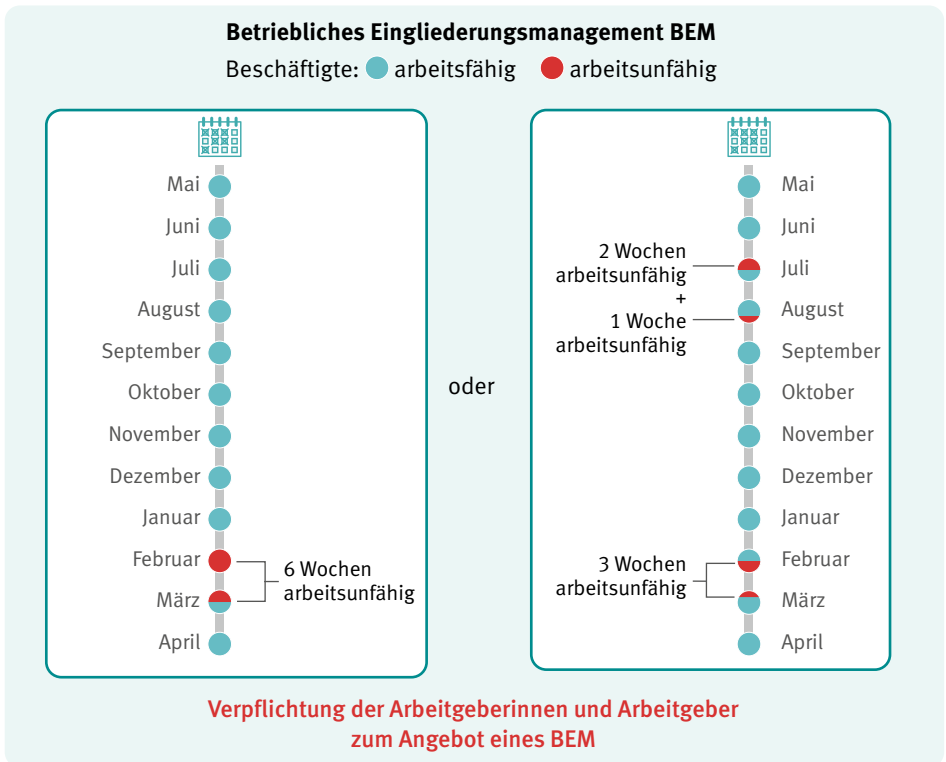 Betriebliches Eingliederungsmanagement BEM
Beschäftigte: arbeitsfähig arbeitsunfähig
Mai
Juni
Juli
August
September
Oktober
November
Dezember
Januar
Februar
März
April
6 Wochen
arbeitsunfähig
oder
2 Wochen
arbeitsunfähig
+
1 Woche
arbeitsunfähig
3 Wochen
arbeitsunfähig
Mai
Juni
Juli
August
September
Oktober
November
Dezember
Januar
Februar
März
April
Verpflichtung der Arbeitgeberinnen und Arbeitgeber
zum Angebot eines BEM